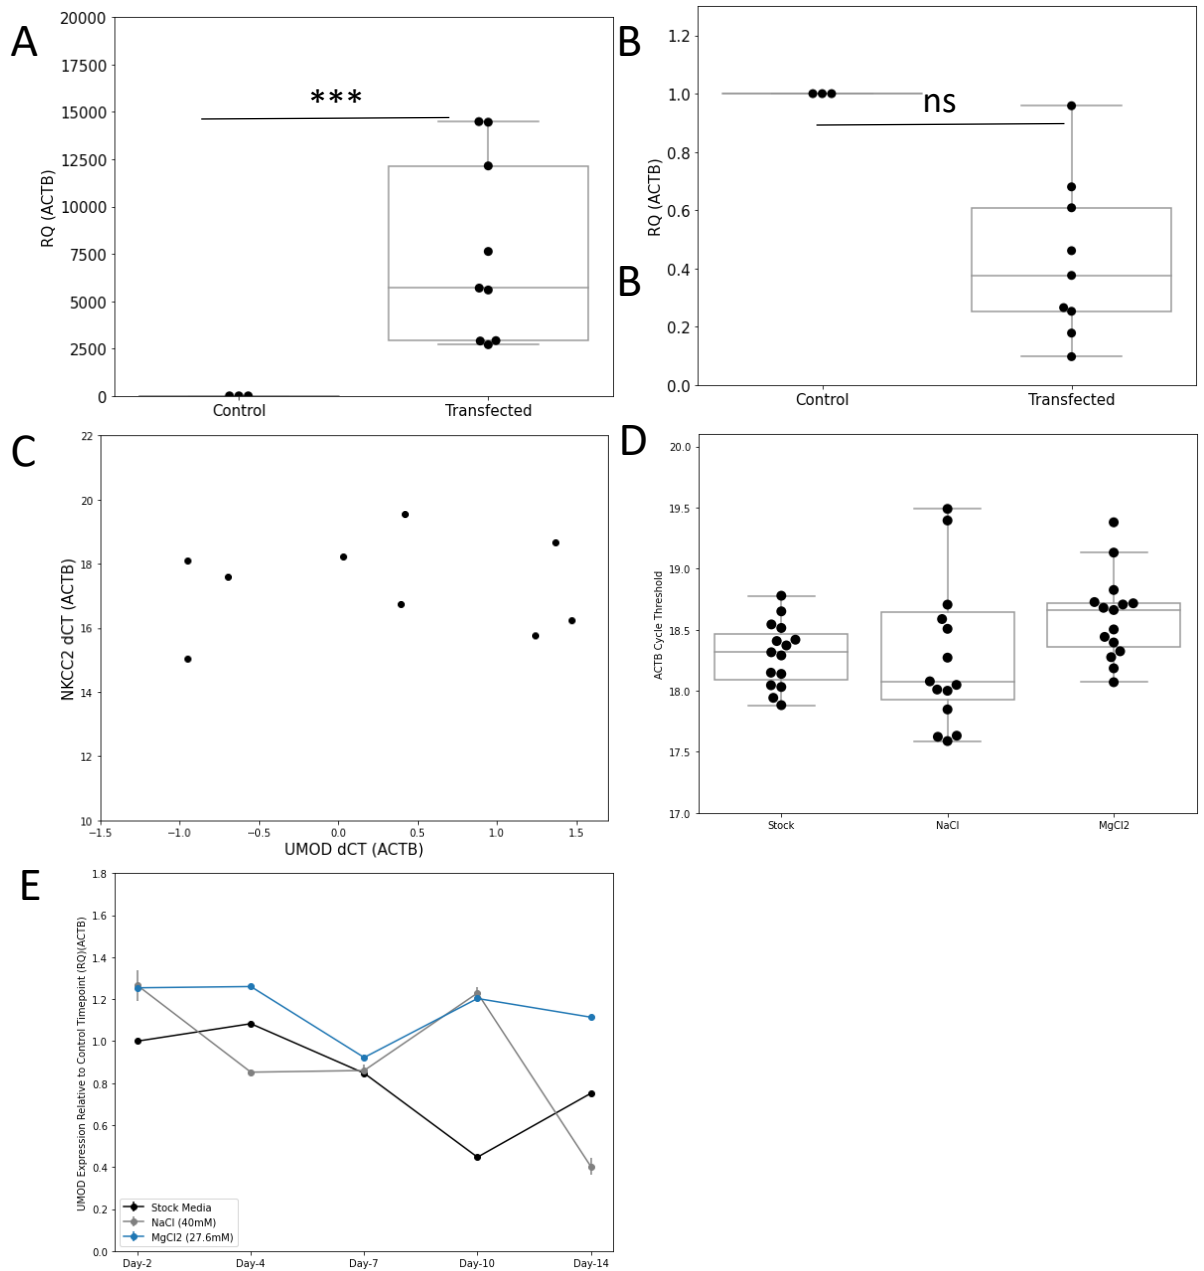 A
20000
17500
15000
12500
10000
7500
5000
2500
0
RQ (ACTB)
***
Control
Transfected
B
B
1.2
1.0
0.8
0.6
0.4
0.2
0.0
RQ (ACTB)
ns
Control
Transfected
C
22
20
18
16
14
12
10
NKCC2 dCT (ACTB)
−1.5
−1.0
−0.5
0.0
0.5
1.0
1.5
UMOD dCT (ACTB)
D
20.0
19.5
19.0
18.5
18.0
17.5
17.0
ACTB Cycle Threshold
Stock
NaCl
MgCl2
E
1.8
1.6
1.4
1.2
1.0
0.8
0.6
0.4
0.2
0.0
UMOD Expression Relative to Control Timepoint (RQ)(ACTB)
Stock Media
NaCl (40mM)
MgCl2 (27.6mM)
Day-2
Day-4
Day-7
Day-10
Day-14